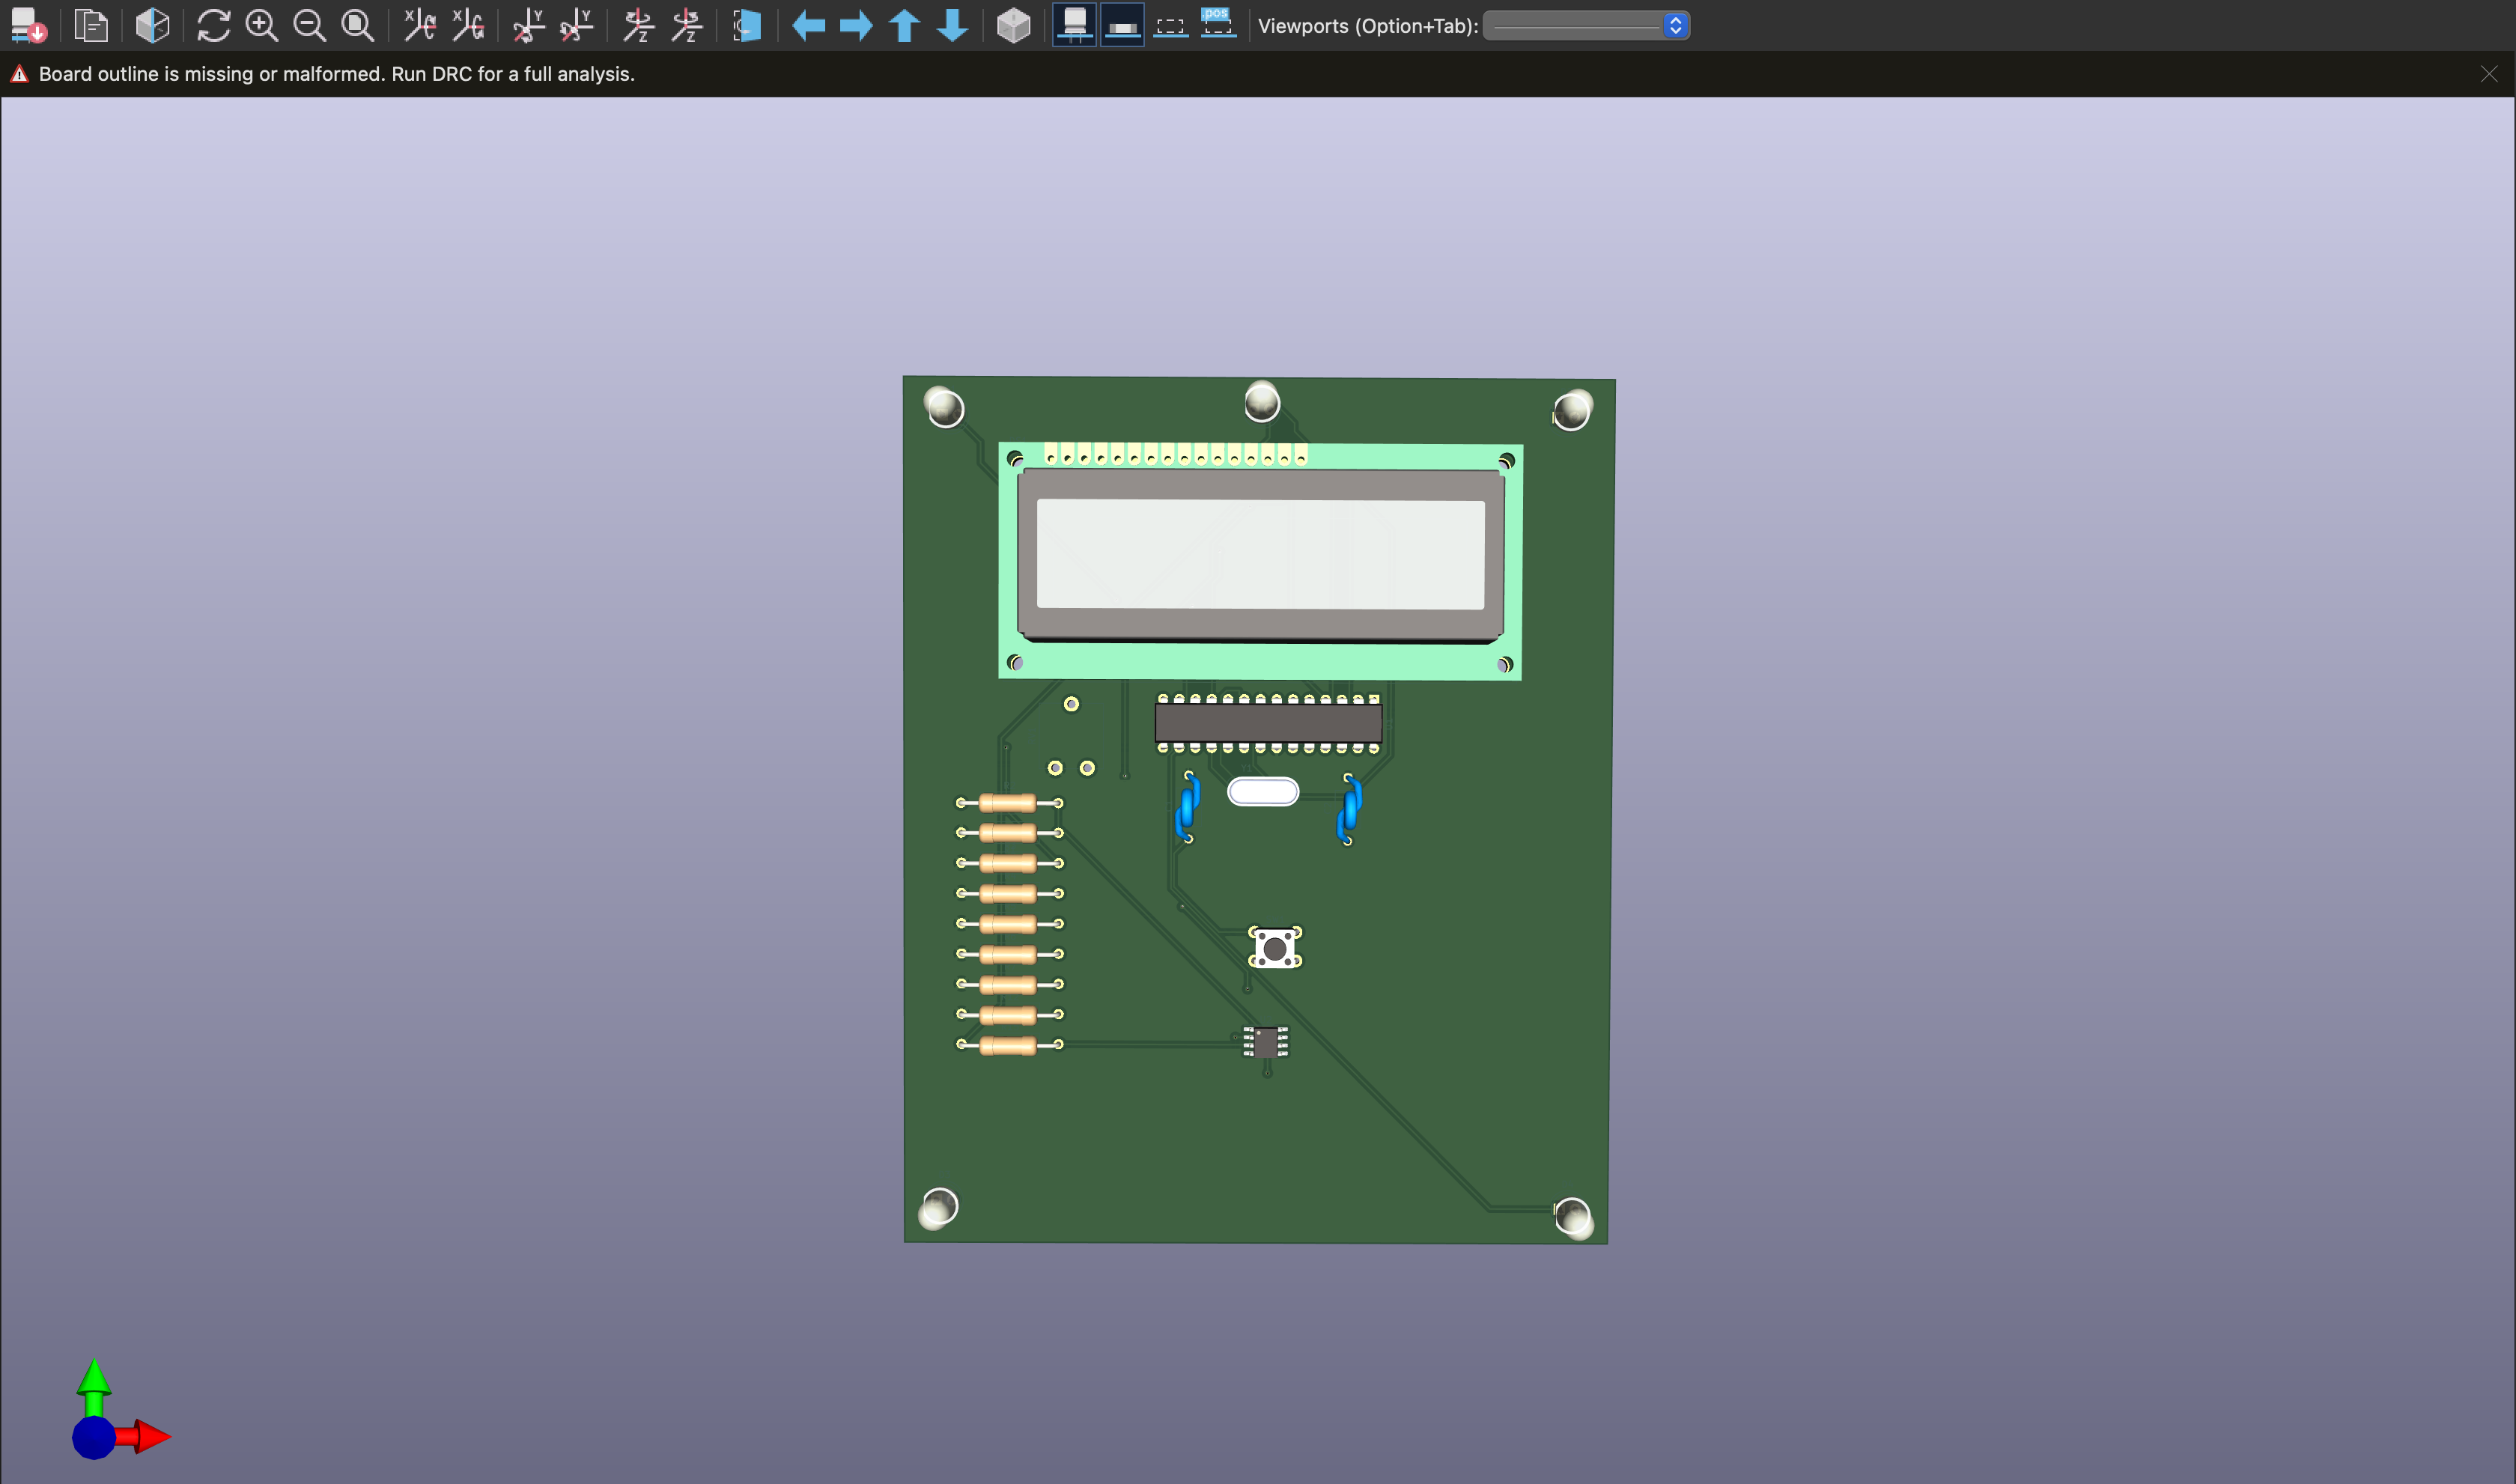 X X Y Y Z Z pos Viewports (Option+Tab):
Board outline is missing or malformed. Run DRC for a full analysis.